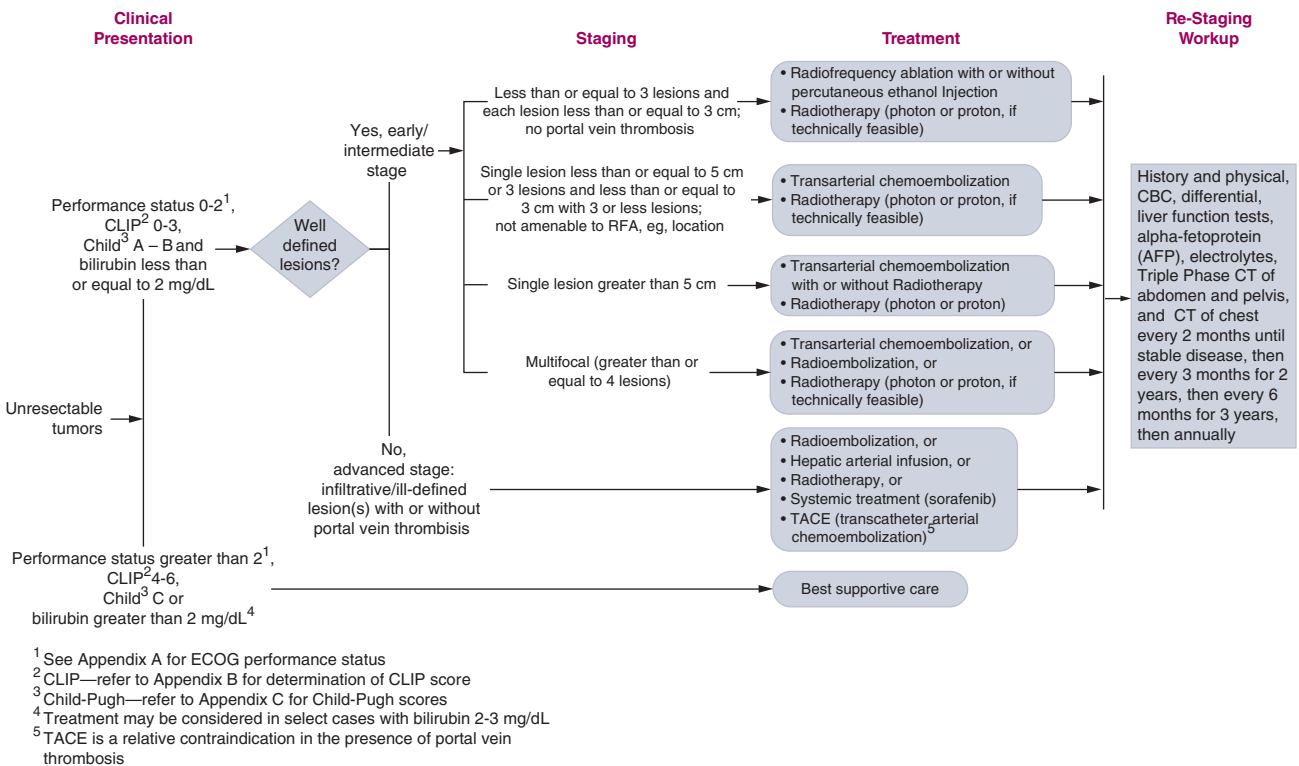 Clinical
Presentation
Staging
Treatment
Re-Staging
Workup
Unresectable
tumors
Performance status 0-2¹,
CLIP² 0-3,
Child³ A – B and
bilirubin less than
or equal to 2 mg/dL
Well
defined
lesions?
Yes, early/
intermediate
stage
Less than or equal to 3 lesions and
each lesion less than or equal to 3 cm;
no portal vein thrombosis
• Radiofrequency ablation with or without
percutaneous ethanol Injection
• Radiotherapy (photon or proton, if
technically feasible)
Single lesion less than or equal to 5 cm
or 3 lesions and less than or equal to
3 cm with 3 or less lesions;
not amenable to RFA, eg, location
• Transarterial chemoembolization
• Radiotherapy (photon or proton, if
technically feasible)
Single lesion greater than 5 cm
• Transarterial chemoembolization
with or without Radiotherapy
• Radiotherapy (photon or proton)
Multifocal (greater than or
equal to 4 lesions)
• Transarterial chemoembolization, or
• Radioembolization, or
• Radiotherapy (photon or proton, if
technically feasible)
No,
advanced stage:
infiltrative/ill-defined
lesion(s) with or without
portal vein thrombisis
• Radioembolization, or
• Hepatic arterial infusion, or
• Radiotherapy, or
• Systemic treatment (sorafenib)
• TACE (transcatheter arterial
chemoembolization)⁵
History and physical,
CBC, differential,
liver function tests,
alpha-fetoprotein
(AFP), electrolytes,
Triple Phase CT of
abdomen and pelvis,
and CT of chest
every 2 months until
stable disease, then
every 3 months for 2
years, then every 6
months for 3 years,
then annually
Performance status greater than 2¹,
CLIP²4-6,
Child³ C or
bilirubin greater than 2 mg/dL⁴
Best supportive care
¹ See Appendix A for ECOG performance status
² CLIP—refer to Appendix B for determination of CLIP score
³ Child-Pugh—refer to Appendix C for Child-Pugh scores
⁴ Treatment may be considered in select cases with bilirubin 2-3 mg/dL
⁵ TACE is a relative contraindication in the presence of portal vein
thrombosis